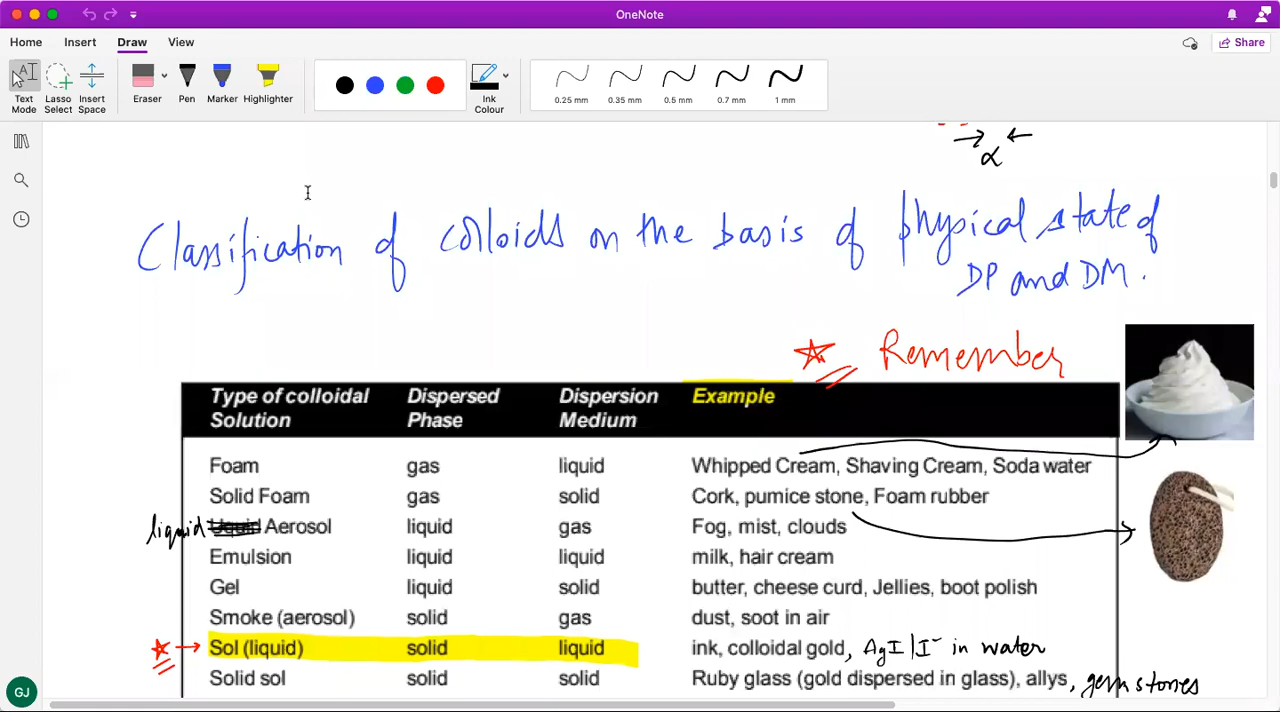 OneNote
Home Insert Draw View
Share
Text Mode
Lasso Select
Insert Space
Eraser
Pen
Marker
Highlighter
Ink Colour
0.25 mm 0.35 mm 0.5 mm 0.7 mm 1 mm
α
Classification of colloids on the basis of physical state of
DP and DM.
Remember
Type of colloidal Solution Dispersed Phase Dispersion Medium Example
Foam gas liquid Whipped Cream, Shaving Cream, Soda water
Solid Foam gas solid Cork, pumice stone, Foam rubber
liquid Liquid Aerosol liquid gas Fog, mist, clouds
Emulsion liquid liquid milk, hair cream
Gel liquid solid butter, cheese curd, Jellies, boot polish
Smoke (aerosol) solid gas dust, soot in air
Sol (liquid) solid liquid ink, colloidal gold, AgI | I⁻ in water
Solid sol solid solid Ruby glass (gold dispersed in glass), allys, gem stones
GJ